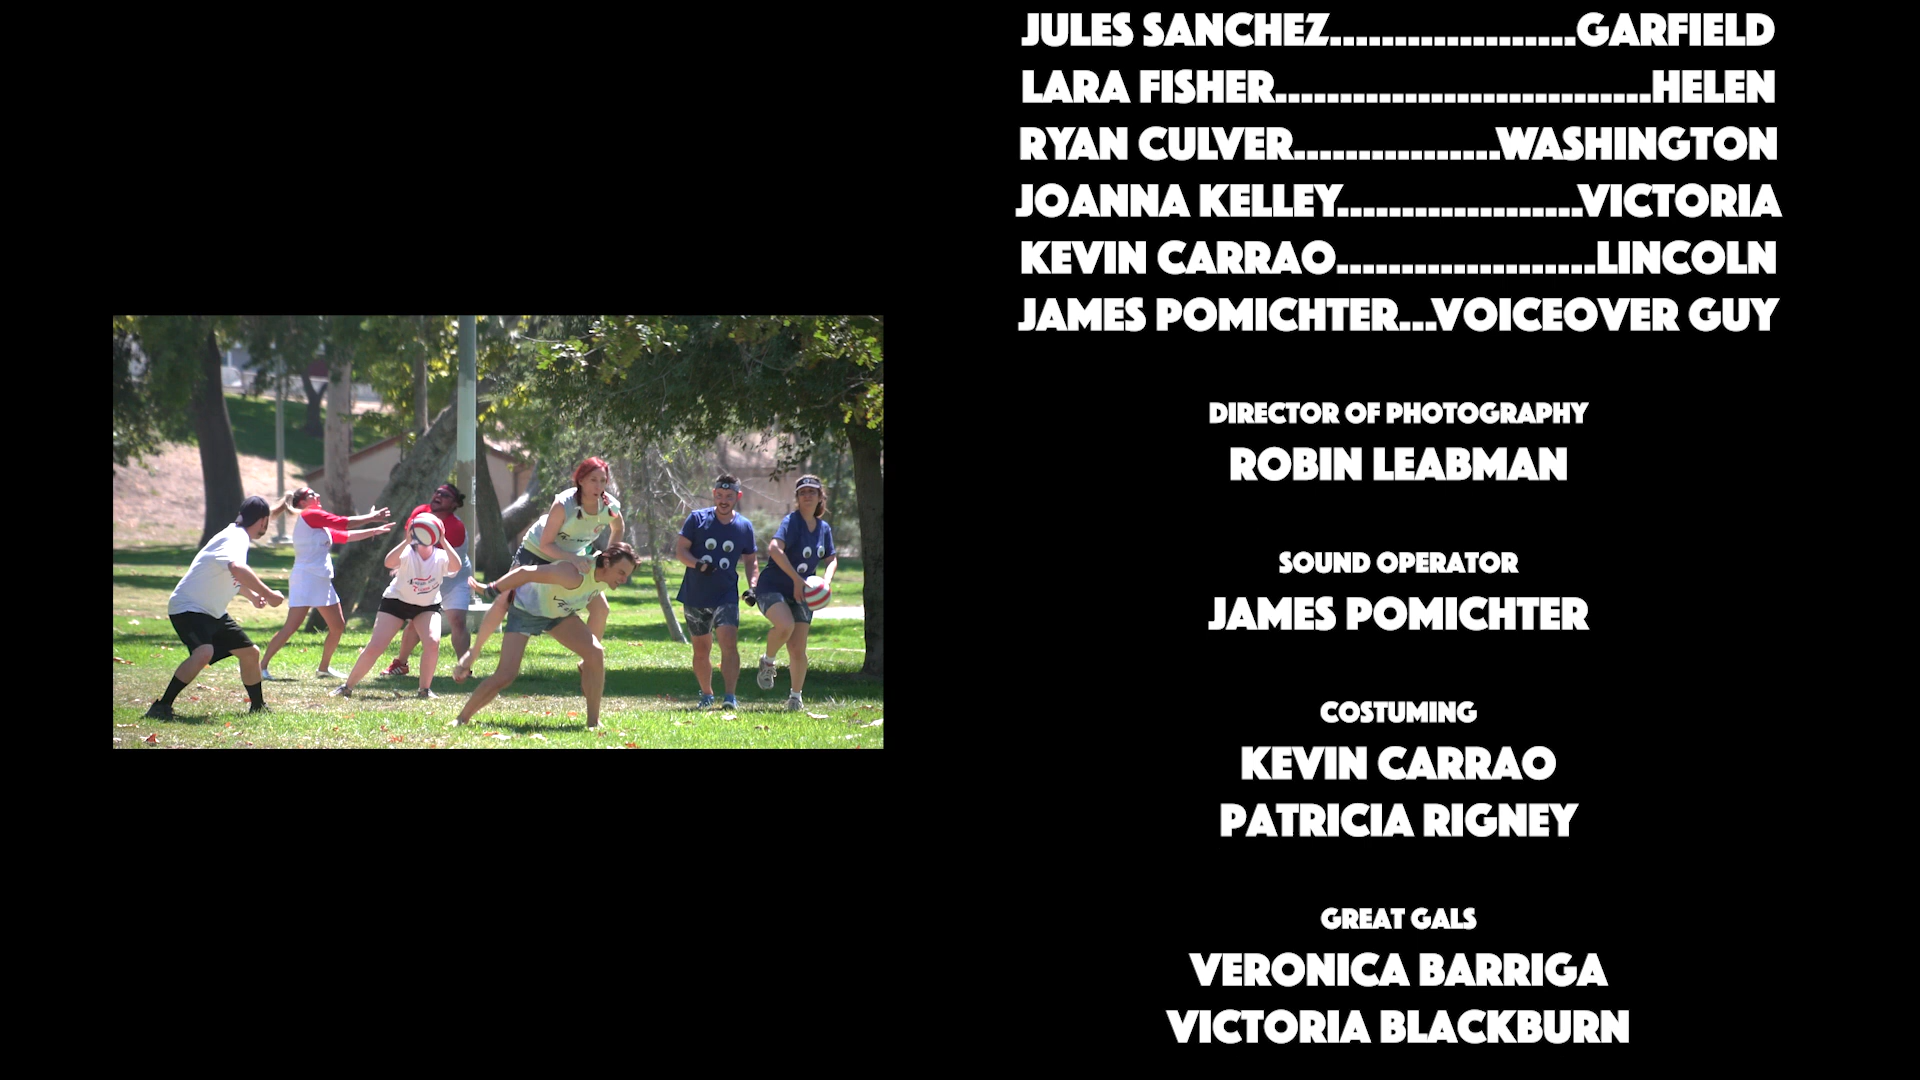 JULES SANCHEZ...................GARFIELD
LARA FISHER.............................HELEN
RYAN CULVER................WASHINGTON
JOANNA KELLEY...................VICTORIA
KEVIN CARRAO....................LINCOLN
JAMES POMICHTER...VOICEOVER GUY
DIRECTOR OF PHOTOGRAPHY
ROBIN LEABMAN
SOUND OPERATOR
JAMES POMICHTER
COSTUMING
KEVIN CARRAO
PATRICIA RIGNEY
GREAT GALS
VERONICA BARRIGA
VICTORIA BLACKBURN